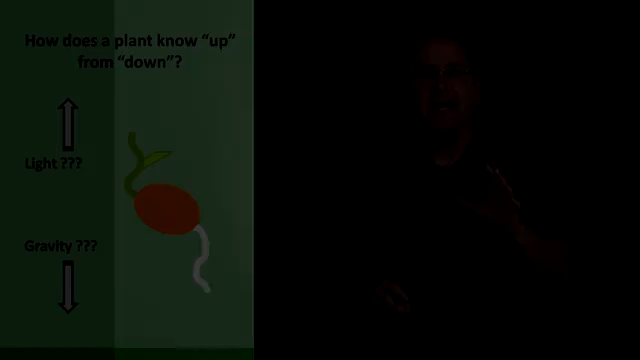 How does a plant know “up”
from “down”?
Light ???
Gravity ???